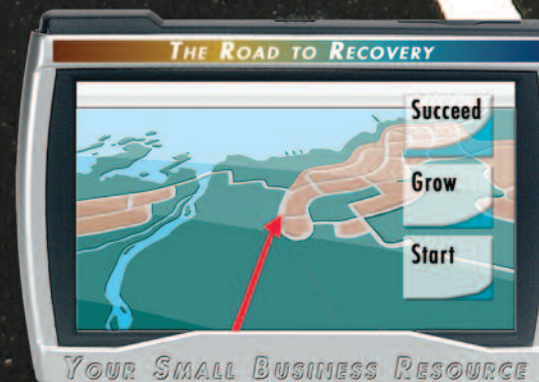 THE ROAD TO RECOVERY
Succeed
Grow
Start
YOUR SMALL BUSINESS RESOURCE